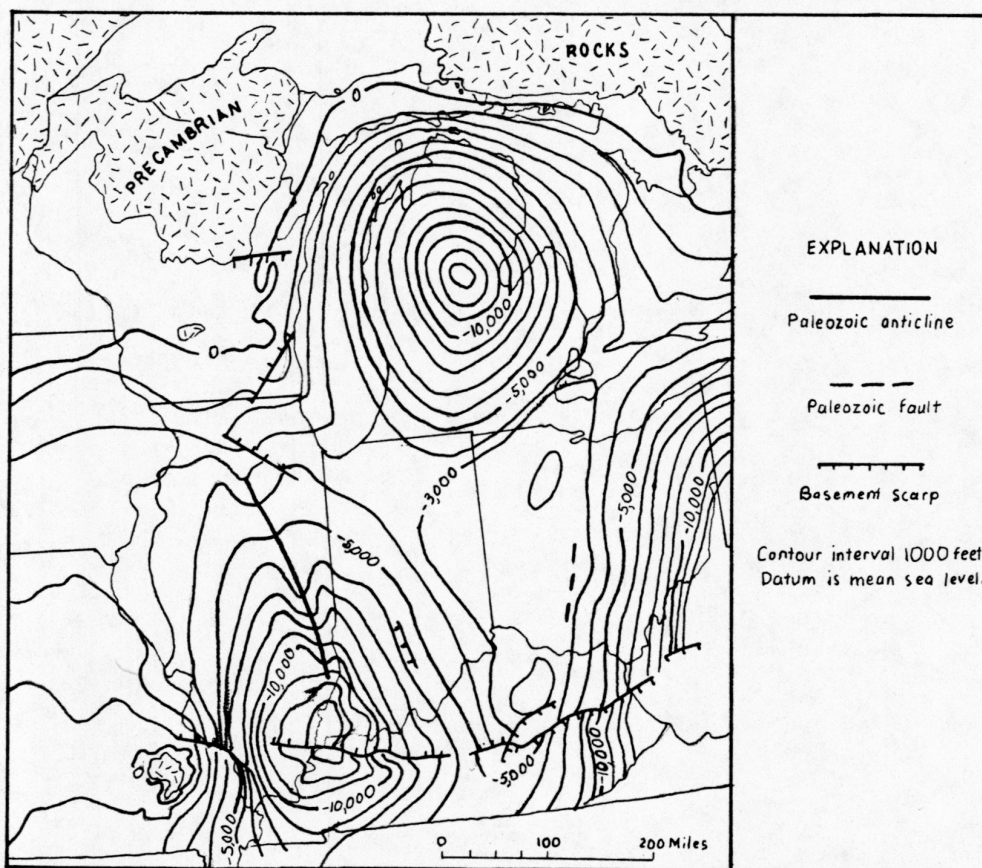 ROCKS
PRECAMBRIAN
0
-10,000
0
-5,000
-3,000
-5,000
-10,000
-5,000
-10,000
0
-5,000
-10,000
-5,000
-10,000
0 100 200 Miles
EXPLANATION
Paleozoic anticline
Paleozoic fault
Basement scarp
Contour interval 1000 feet
Datum is mean sea level.